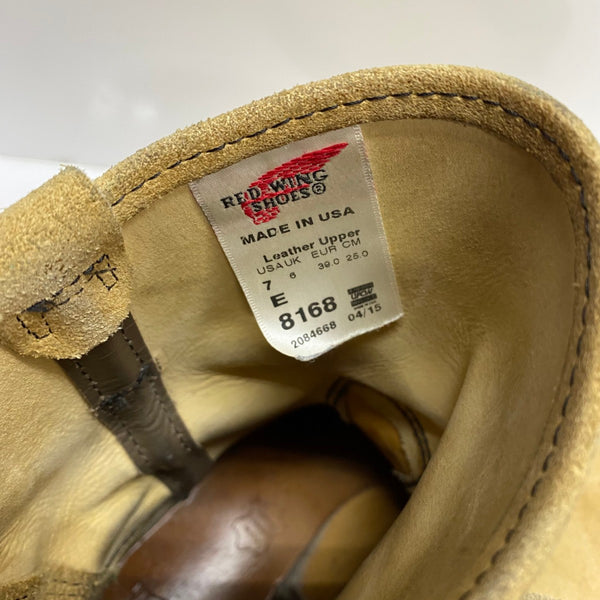 RED WING
SHOES®
MADE IN USA
Leather Upper
USA UK EUR CM
7 6 39.0 25.0
E
8168
2084668 04/15